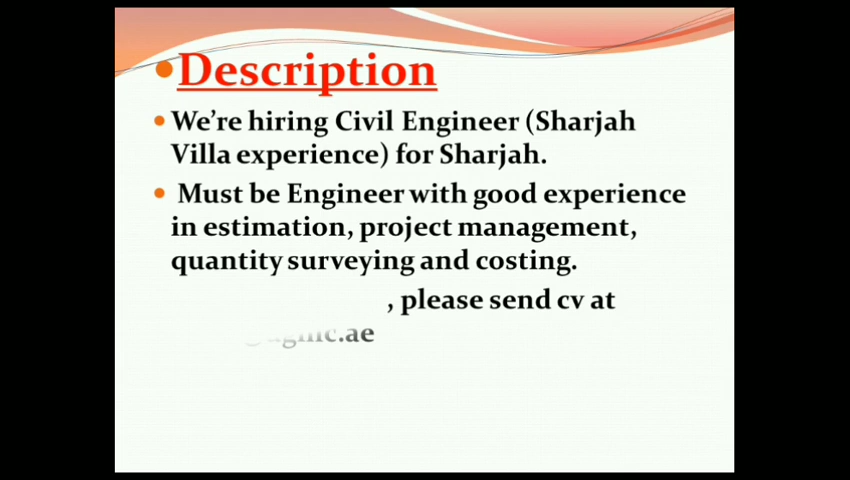 •Description
• We're hiring Civil Engineer (Sharjah
Villa experience) for Sharjah.
• Must be Engineer with good experience
in estimation, project management,
quantity surveying and costing.
, please send cv at
.ae